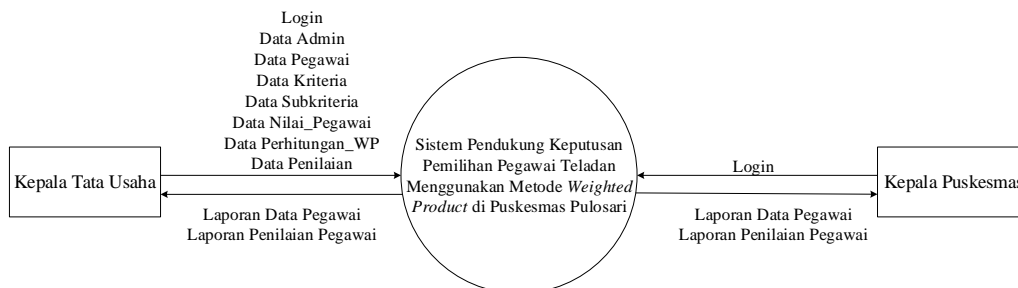 Login
Data Admin
Data Pegawai
Data Kriteria
Data Subkriteria
Data Nilai_Pegawai
Data Perhitungan_WP
Data Penilaian
Kepala Tata Usaha
Laporan Data Pegawai
Laporan Penilaian Pegawai
Sistem Pendukung Keputusan
Pemilihan Pegawai Teladan
Menggunakan Metode Weighted
Product di Puskesmas Pulosari
Login
Kepala Puskesmas
Laporan Data Pegawai
Laporan Penilaian Pegawai